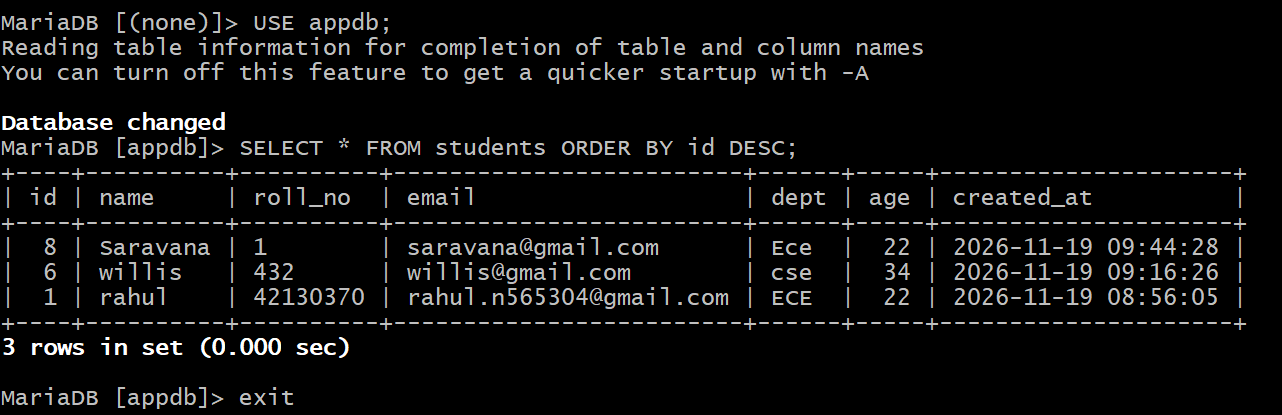 MariaDB [(none)]> USE appdb;
Reading table information for completion of table and column names
You can turn off this feature to get a quicker startup with -A
Database changed
MariaDB [appdb]> SELECT * FROM students ORDER BY id DESC;
+----+----------+----------+-------------------------+------+-----+---------------------+
| id | name     | roll_no  | email                   | dept | age | created_at          |
+----+----------+----------+-------------------------+------+-----+---------------------+
|  8 | Saravana | 1        | saravana@gmail.com      | Ece  |  22 | 2026-11-19 09:44:28 |
|  6 | willis   | 432      | willis@gmail.com        | cse  |  34 | 2026-11-19 09:16:26 |
|  1 | rahul    | 42130370 | rahul.n565304@gmail.com | ECE  |  22 | 2026-11-19 08:56:05 |
+----+----------+----------+-------------------------+------+-----+---------------------+
3 rows in set (0.000 sec)
MariaDB [appdb]> exit